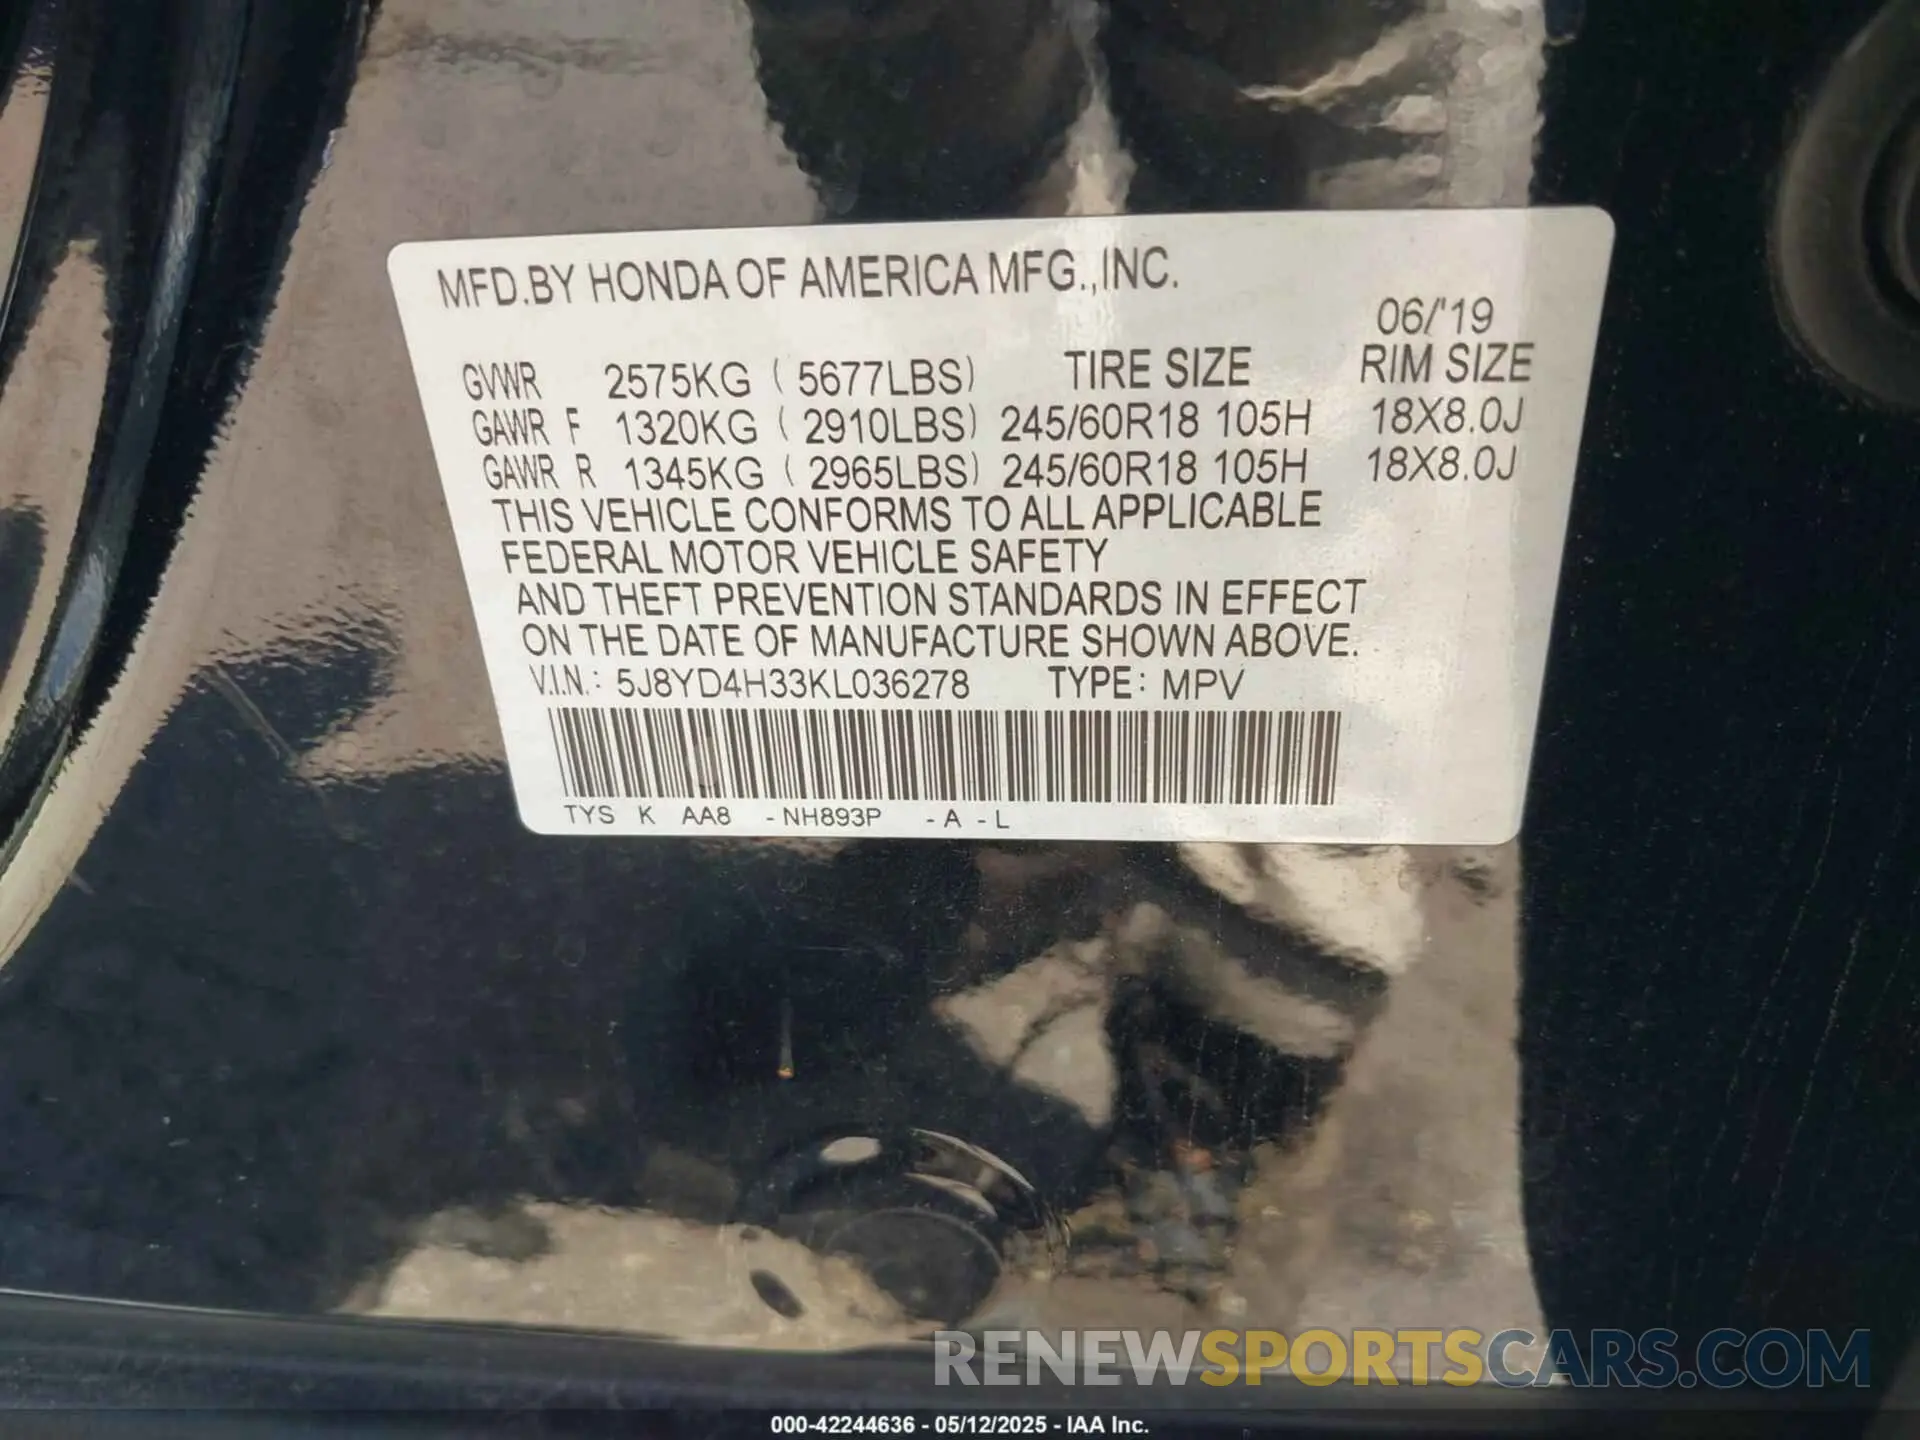 MFD.BY HONDA OF AMERICA MFG.,INC.
06/'19
GVWR 2575KG ( 5677LBS) TIRE SIZE RIM SIZE
GAWR F 1320KG ( 2910LBS) 245/60R18 105H 18X8.0J
GAWR R 1345KG ( 2965LBS) 245/60R18 105H 18X8.0J
THIS VEHICLE CONFORMS TO ALL APPLICABLE
FEDERAL MOTOR VEHICLE SAFETY
AND THEFT PREVENTION STANDARDS IN EFFECT
ON THE DATE OF MANUFACTURE SHOWN ABOVE.
V.I.N.: 5J8YD4H33KL036278 TYPE: MPV
TYS K AA8 -NH893P -A -L
RENEWSPORTSCARS.COM
000-42244636 - 05/12/2025 - IAA Inc.